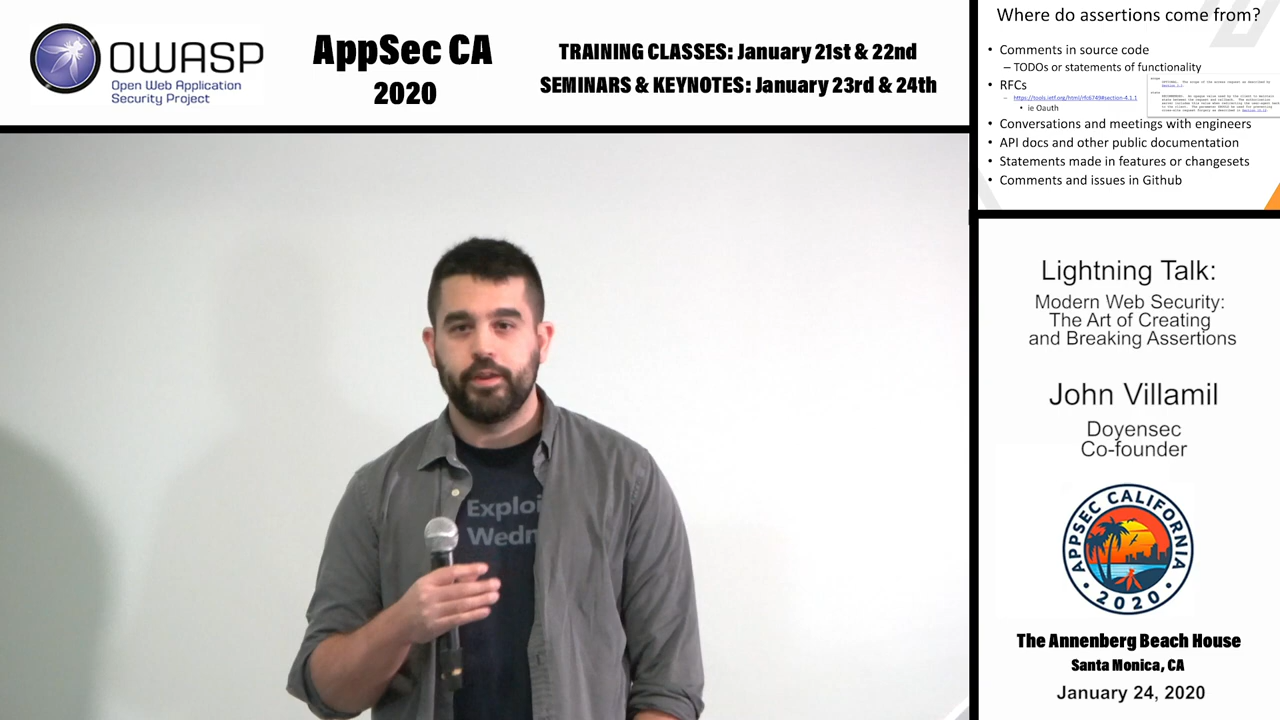 OWASP
Open Web Application
Security Project
AppSec CA
2020
TRAINING CLASSES: January 21st & 22nd
SEMINARS & KEYNOTES: January 23rd & 24th
Where do assertions come from?
• Comments in source code
– TODOs or statements of functionality
• RFCs
– https://tools.ietf.org/html/rfc6749#section-4.1.1
• ie Oauth
• Conversations and meetings with engineers
• API docs and other public documentation
• Statements made in features or changesets
• Comments and issues in Github
Exploi
Wedn
Lightning Talk:
Modern Web Security:
The Art of Creating
and Breaking Assertions
John Villamil
Doyensec
Co-founder
APPSEC CALIFORNIA
• 2020 •
The Annenberg Beach House
Santa Monica, CA
January 24, 2020